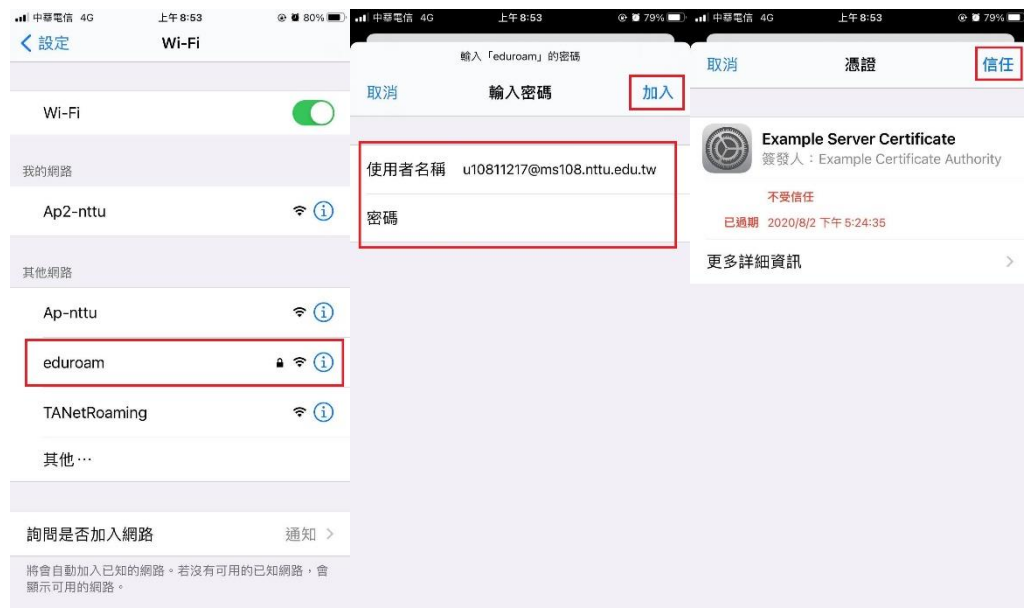 中華電信 4G 上午 8:53 80%
設定 Wi-Fi
Wi-Fi
我的網路
Ap2-nttu
其他網路
Ap-nttu
eduroam
TANetRoaming
其他…
詢問是否加入網路 通知
將會自動加入已知的網路。若沒有可用的已知網路，會
顯示可用的網路。
中華電信 4G 上午 8:53 79%
輸入「eduroam」的密碼
取消 輸入密碼 加入
使用者名稱 u10811217@ms108.nttu.edu.tw
密碼
中華電信 4G 上午 8:53 79%
取消 憑證 信任
Example Server Certificate
簽發人：Example Certificate Authority
不受信任
已過期 2020/8/2 下午 5:24:35
更多詳細資訊